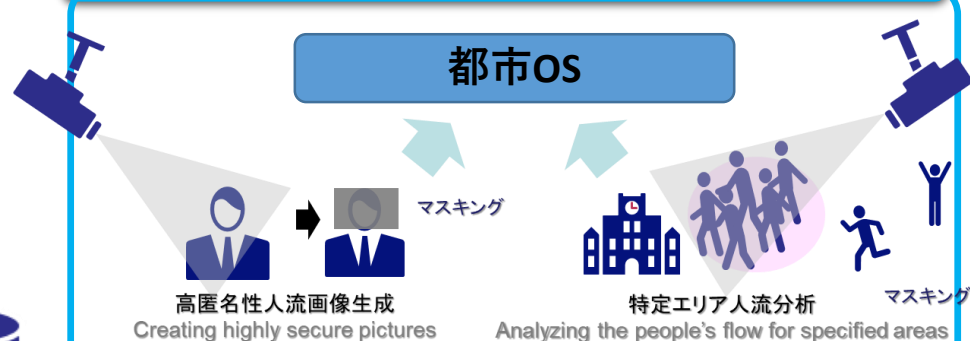 都市OS
マスキング
高匿名性人流画像生成
Creating highly secure pictures
特定エリア人流分析
マスキング
Analyzing the people's flow for specified areas